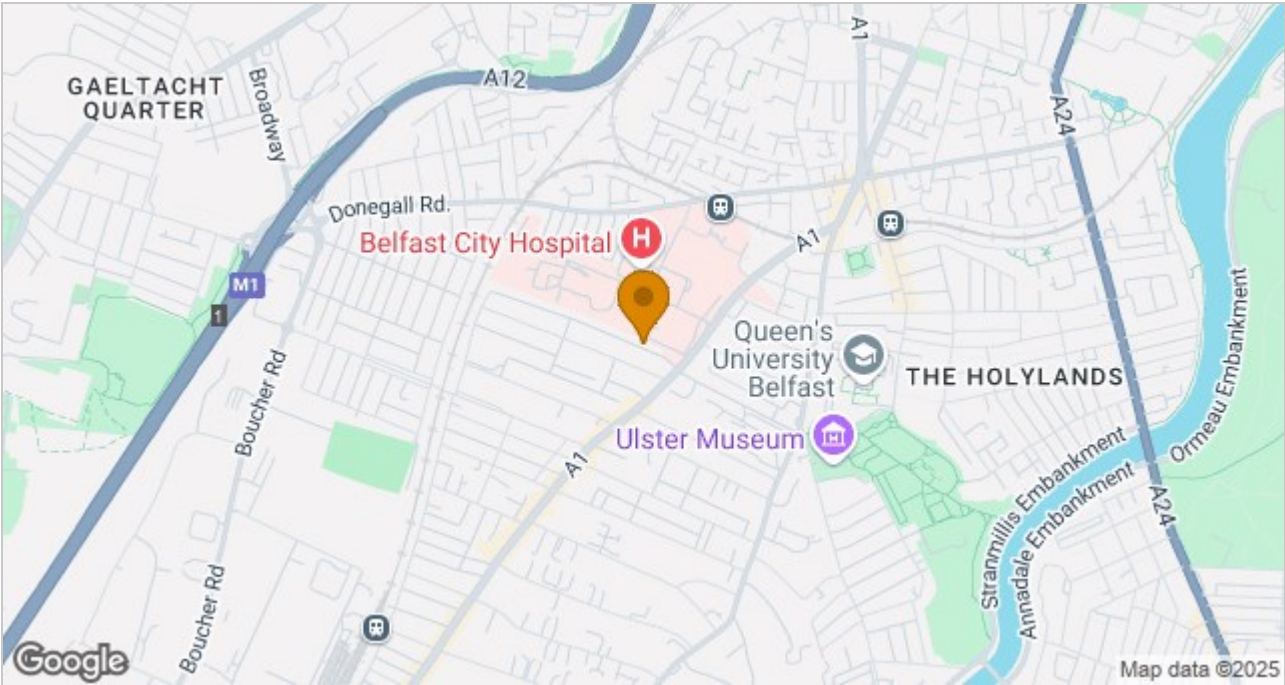 GAELTACHT
QUARTER
Broadway
A12
A1
A24
Donegall Rd.
Belfast City Hospital
H
A1
M1
1
Queen's
University
Belfast
THE HOLYLANDS
Boucher Rd
Ulster Museum
A1
Ormeau Embankment
Stranmillis Embankment
Annadale Embankment
A24
Boucher Rd
Google
Map data ©2025